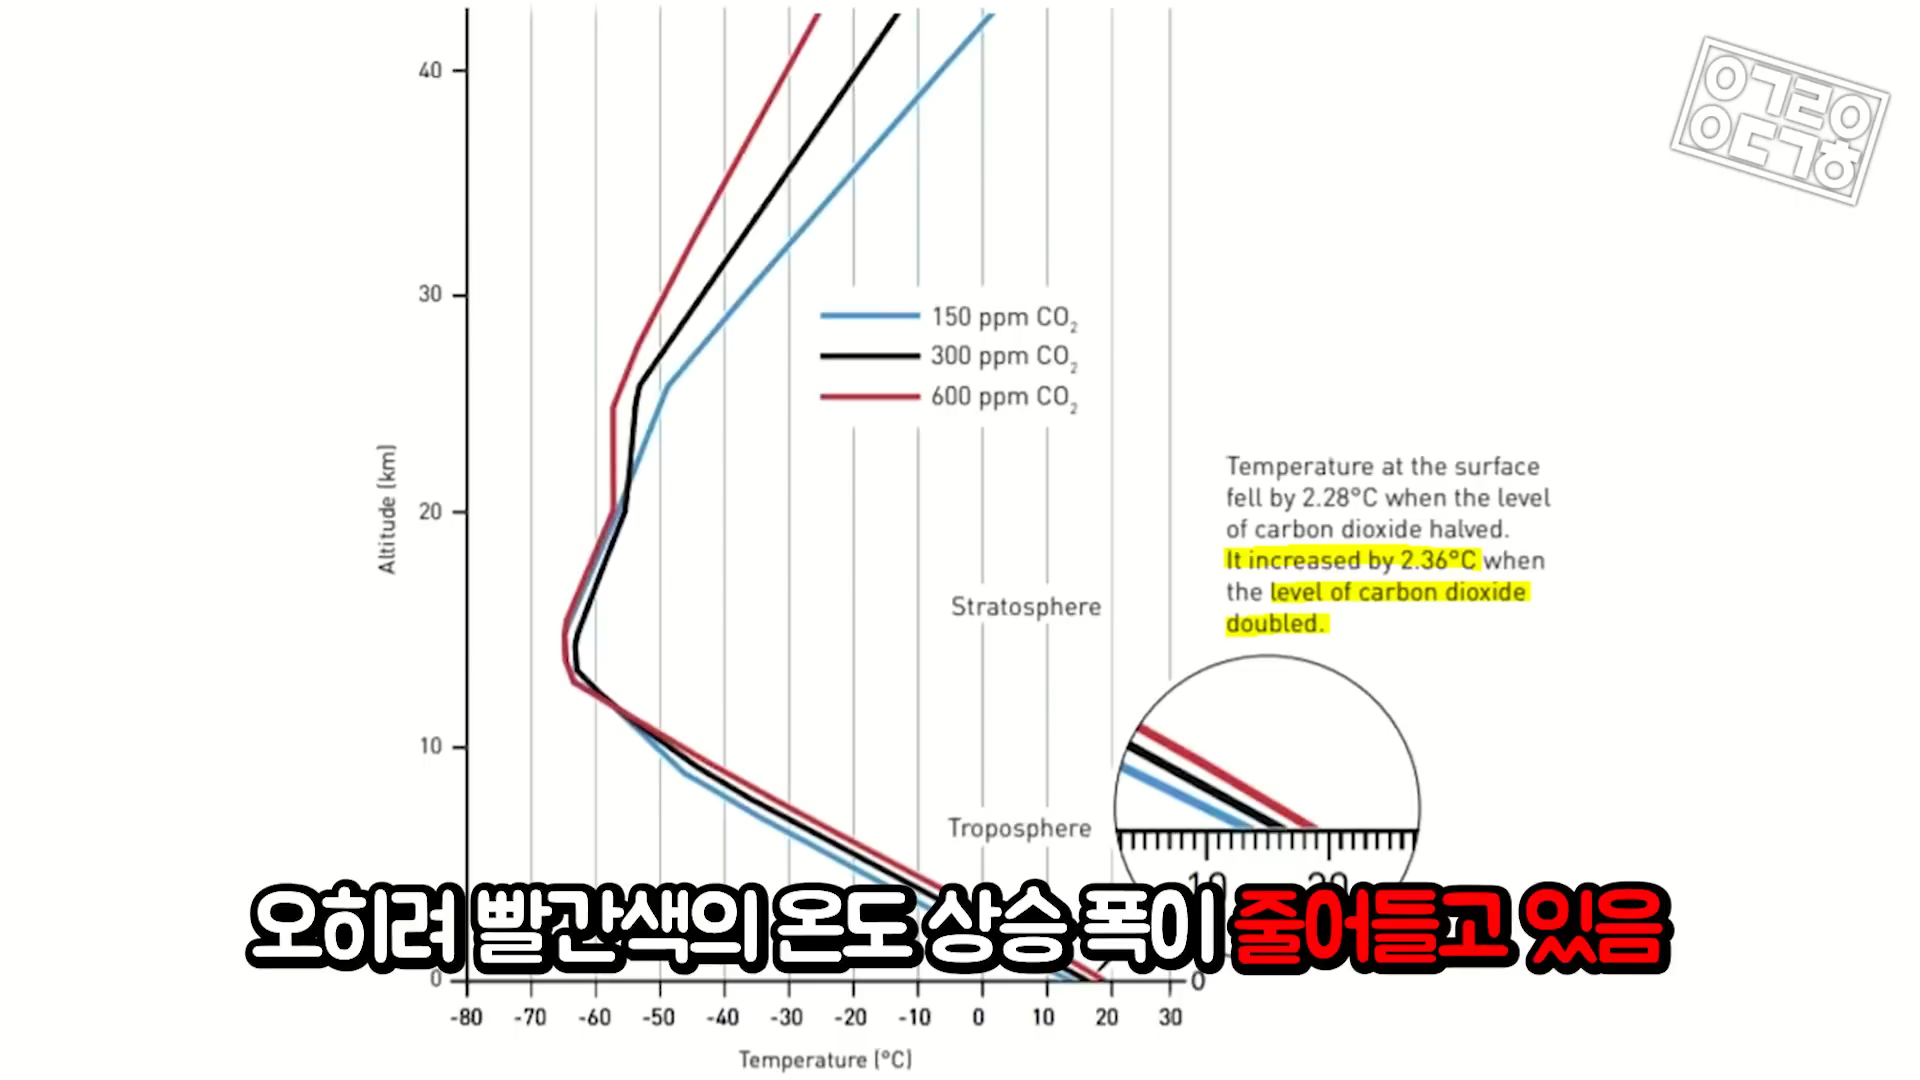 40
30
20
10
0
Altitude (km)
150 ppm CO₂
300 ppm CO₂
600 ppm CO₂
Temperature at the surface
fell by 2.28°C when the level
of carbon dioxide halved.
It increased by 2.36°C when
the level of carbon dioxide
doubled.
Stratosphere
Troposphere
10 20
오히려 빨간색의 온도 상승 폭이 줄어들고 있음
0
-80 -70 -60 -50 -40 -30 -20 -10 0 10 20 30
Temperature (°C)